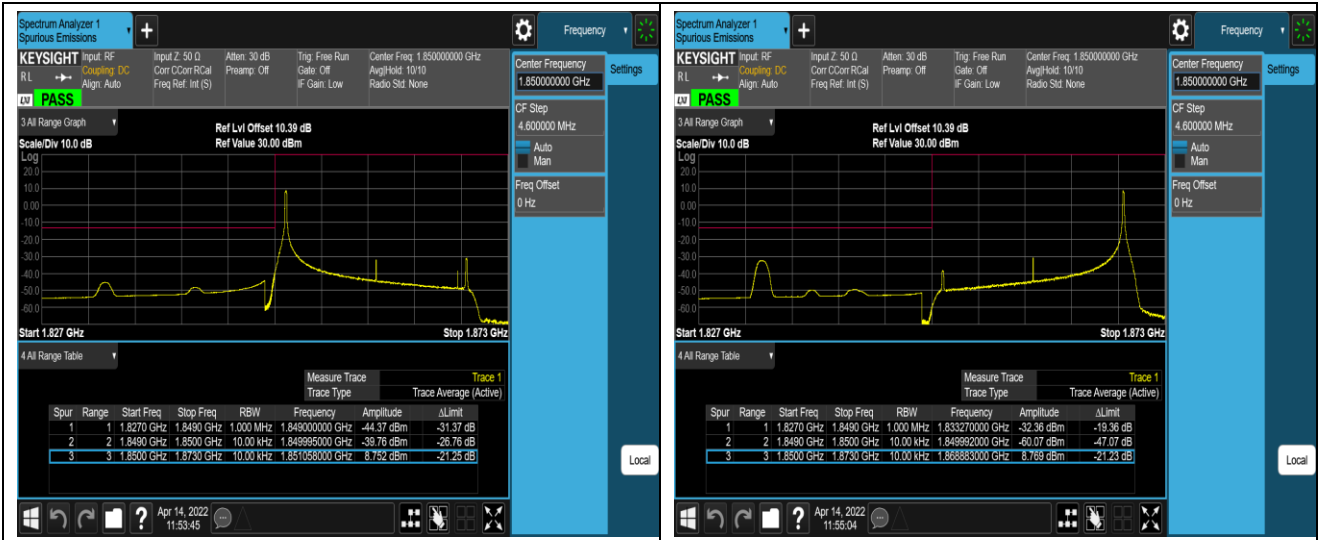 Spectrum Analyzer 1
Spurious Emissions
+
Frequency
KEYSIGHT Input: RF Input Z: 50 Ω Atten: 30 dB Trig: Free Run Center Freq: 1.850000000 GHz
RL Coupling: DC Corr CCorr RCal Preamp: Off Gate: Off Avg|Hold: 10/10
Align: Auto Freq Ref: Int (S) IF Gain: Low Radio Std: None
LXI PASS
Center Frequency
1.850000000 GHz
Settings
CF Step
4.600000 MHz
Auto
Man
Freq Offset
0 Hz
3 All Range Graph
Ref Lvl Offset 10.39 dB
Scale/Div 10.0 dB Ref Value 30.00 dBm
Log
20.0
10.0
0.00
-10.0
-20.0
-30.0
-40.0
-50.0
-60.0
Start 1.827 GHz Stop 1.873 GHz
4 All Range Table
Measure Trace Trace 1
Trace Type Trace Average (Active)
Spur Range Start Freq Stop Freq RBW Frequency Amplitude ΔLimit
1 1 1.8270 GHz 1.8490 GHz 1.000 MHz 1.849000000 GHz -44.37 dBm -31.37 dB
2 2 1.8490 GHz 1.8500 GHz 10.00 kHz 1.849995000 GHz -39.76 dBm -26.76 dB
3 3 1.8500 GHz 1.8730 GHz 10.00 kHz 1.851058000 GHz 8.752 dBm -21.25 dB
Local
?
Apr 14, 2022
11:53:45
Spectrum Analyzer 1
Spurious Emissions
+
Frequency
KEYSIGHT Input: RF Input Z: 50 Ω Atten: 30 dB Trig: Free Run Center Freq: 1.850000000 GHz
RL Coupling: DC Corr CCorr RCal Preamp: Off Gate: Off Avg|Hold: 10/10
Align: Auto Freq Ref: Int (S) IF Gain: Low Radio Std: None
LXI PASS
Center Frequency
1.850000000 GHz
Settings
CF Step
4.600000 MHz
Auto
Man
Freq Offset
0 Hz
3 All Range Graph
Ref Lvl Offset 10.39 dB
Scale/Div 10.0 dB Ref Value 30.00 dBm
Log
20.0
10.0
0.00
-10.0
-20.0
-30.0
-40.0
-50.0
-60.0
Start 1.827 GHz Stop 1.873 GHz
4 All Range Table
Measure Trace Trace 1
Trace Type Trace Average (Active)
Spur Range Start Freq Stop Freq RBW Frequency Amplitude ΔLimit
1 1 1.8270 GHz 1.8490 GHz 1.000 MHz 1.833270000 GHz -32.36 dBm -19.36 dB
2 2 1.8490 GHz 1.8500 GHz 10.00 kHz 1.849992000 GHz -60.07 dBm -47.07 dB
3 3 1.8500 GHz 1.8730 GHz 10.00 kHz 1.868883000 GHz 8.769 dBm -21.23 dB
Local
?
Apr 14, 2022
11:55:04